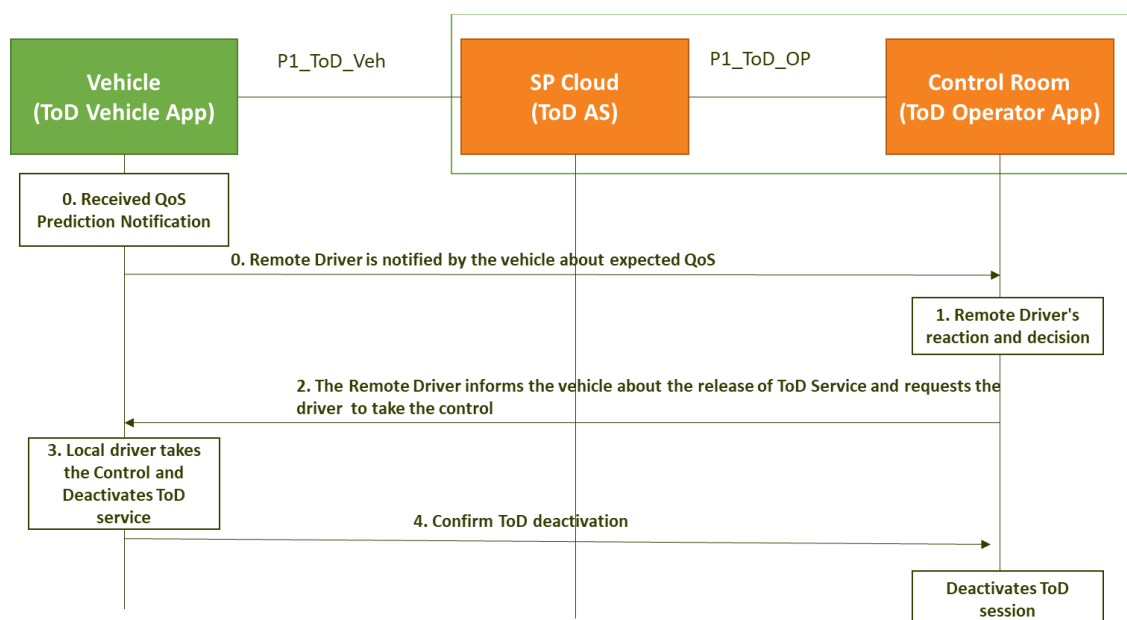 P1_ToD_Veh
P1_ToD_OP
Vehicle
(ToD Vehicle App)
SP Cloud
(ToD AS)
Control Room
(ToD Operator App)
0. Received QoS
Prediction Notification
0. Remote Driver is notified by the vehicle about expected QoS
1. Remote Driver's
reaction and decision
2. The Remote Driver informs the vehicle about the release of ToD Service and requests the
driver to take the control
3. Local driver takes
the Control and
Deactivates ToD
service
4. Confirm ToD deactivation
Deactivates ToD
session